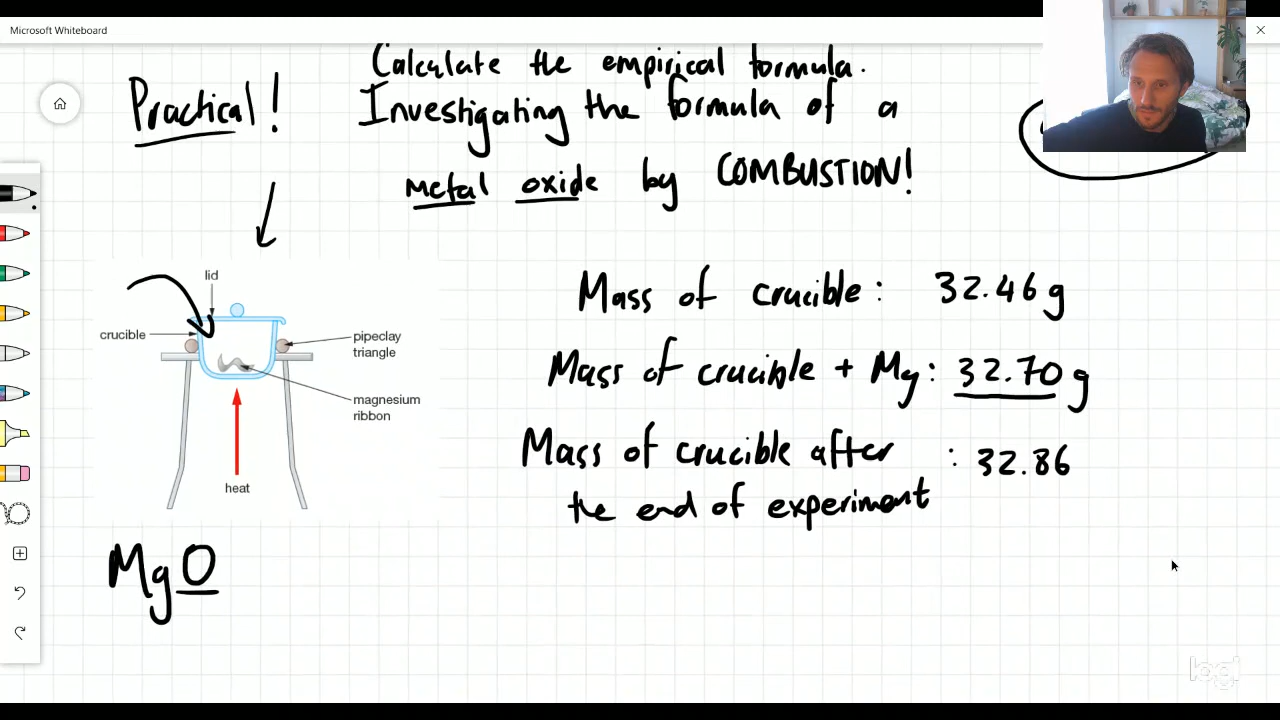 Microsoft Whiteboard
Calculate the empirical formula.
Practical!
Investigating the formula of a
metal oxide by COMBUSTION!
lid
crucible
pipeclay
triangle
magnesium
ribbon
heat
Mass of crucible: 32.46 g
Mass of crucible + Mg: 32.70 g
Mass of crucible after : 32.86
the end of experiment
MgO